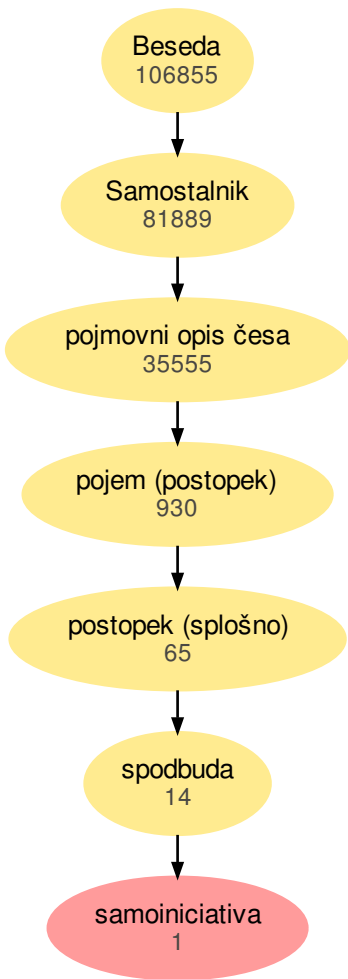 Beseda
106855
Samostalnik
81889
pojmovni opis česa
35555
pojem (postopek)
930
postopek (splošno)
65
spodbuda
14
samoiniciativa
1